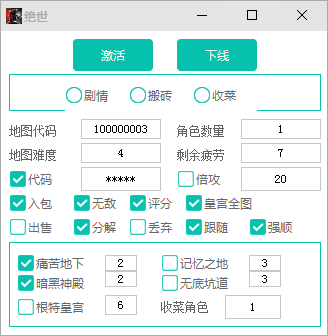 绝世
激活 下线
剧情 搬砖 收菜
地图代码 100000003 角色数量 1
地图难度 4 剩余疲劳 7
代码 ***** 倍攻 20
入包 无敌 评分 皇宫全图
出售 分解 丢弃 跟随 强顺
痛苦地下 2 记忆之地 3
暗黑神殿 2 无底坑道 3
根特皇宫 6 收菜角色 1